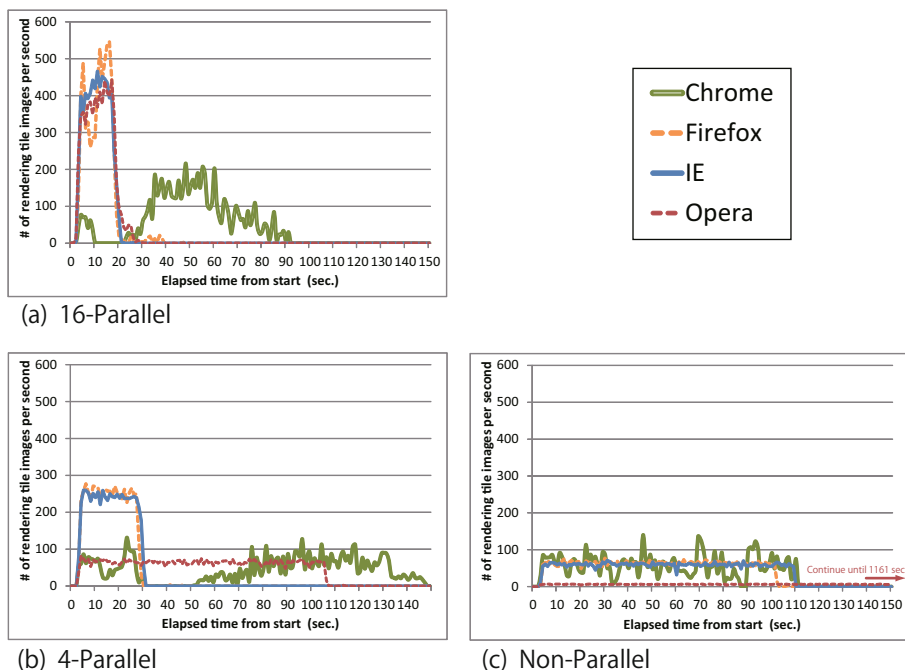 # of rendering tile images per second
600
500
400
300
200
100
0
0 10 20 30 40 50 60 70 80 90 100 110 120 130 140 150
Elapsed time from start (sec.)
(a) 16-Parallel
Chrome
Firefox
IE
Opera
# of rendering tile images per second
600
500
400
300
200
100
0
0 10 20 30 40 50 60 70 80 90 100 110 120 130 140
Elapsed time from start (sec.)
(b) 4-Parallel
# of rendering tile images per second
600
500
400
300
200
100
0
Continue until 1161 sec
0 10 20 30 40 50 60 70 80 90 100 110 120 130 140 150
Elapsed time from start (sec.)
(c) Non-Parallel